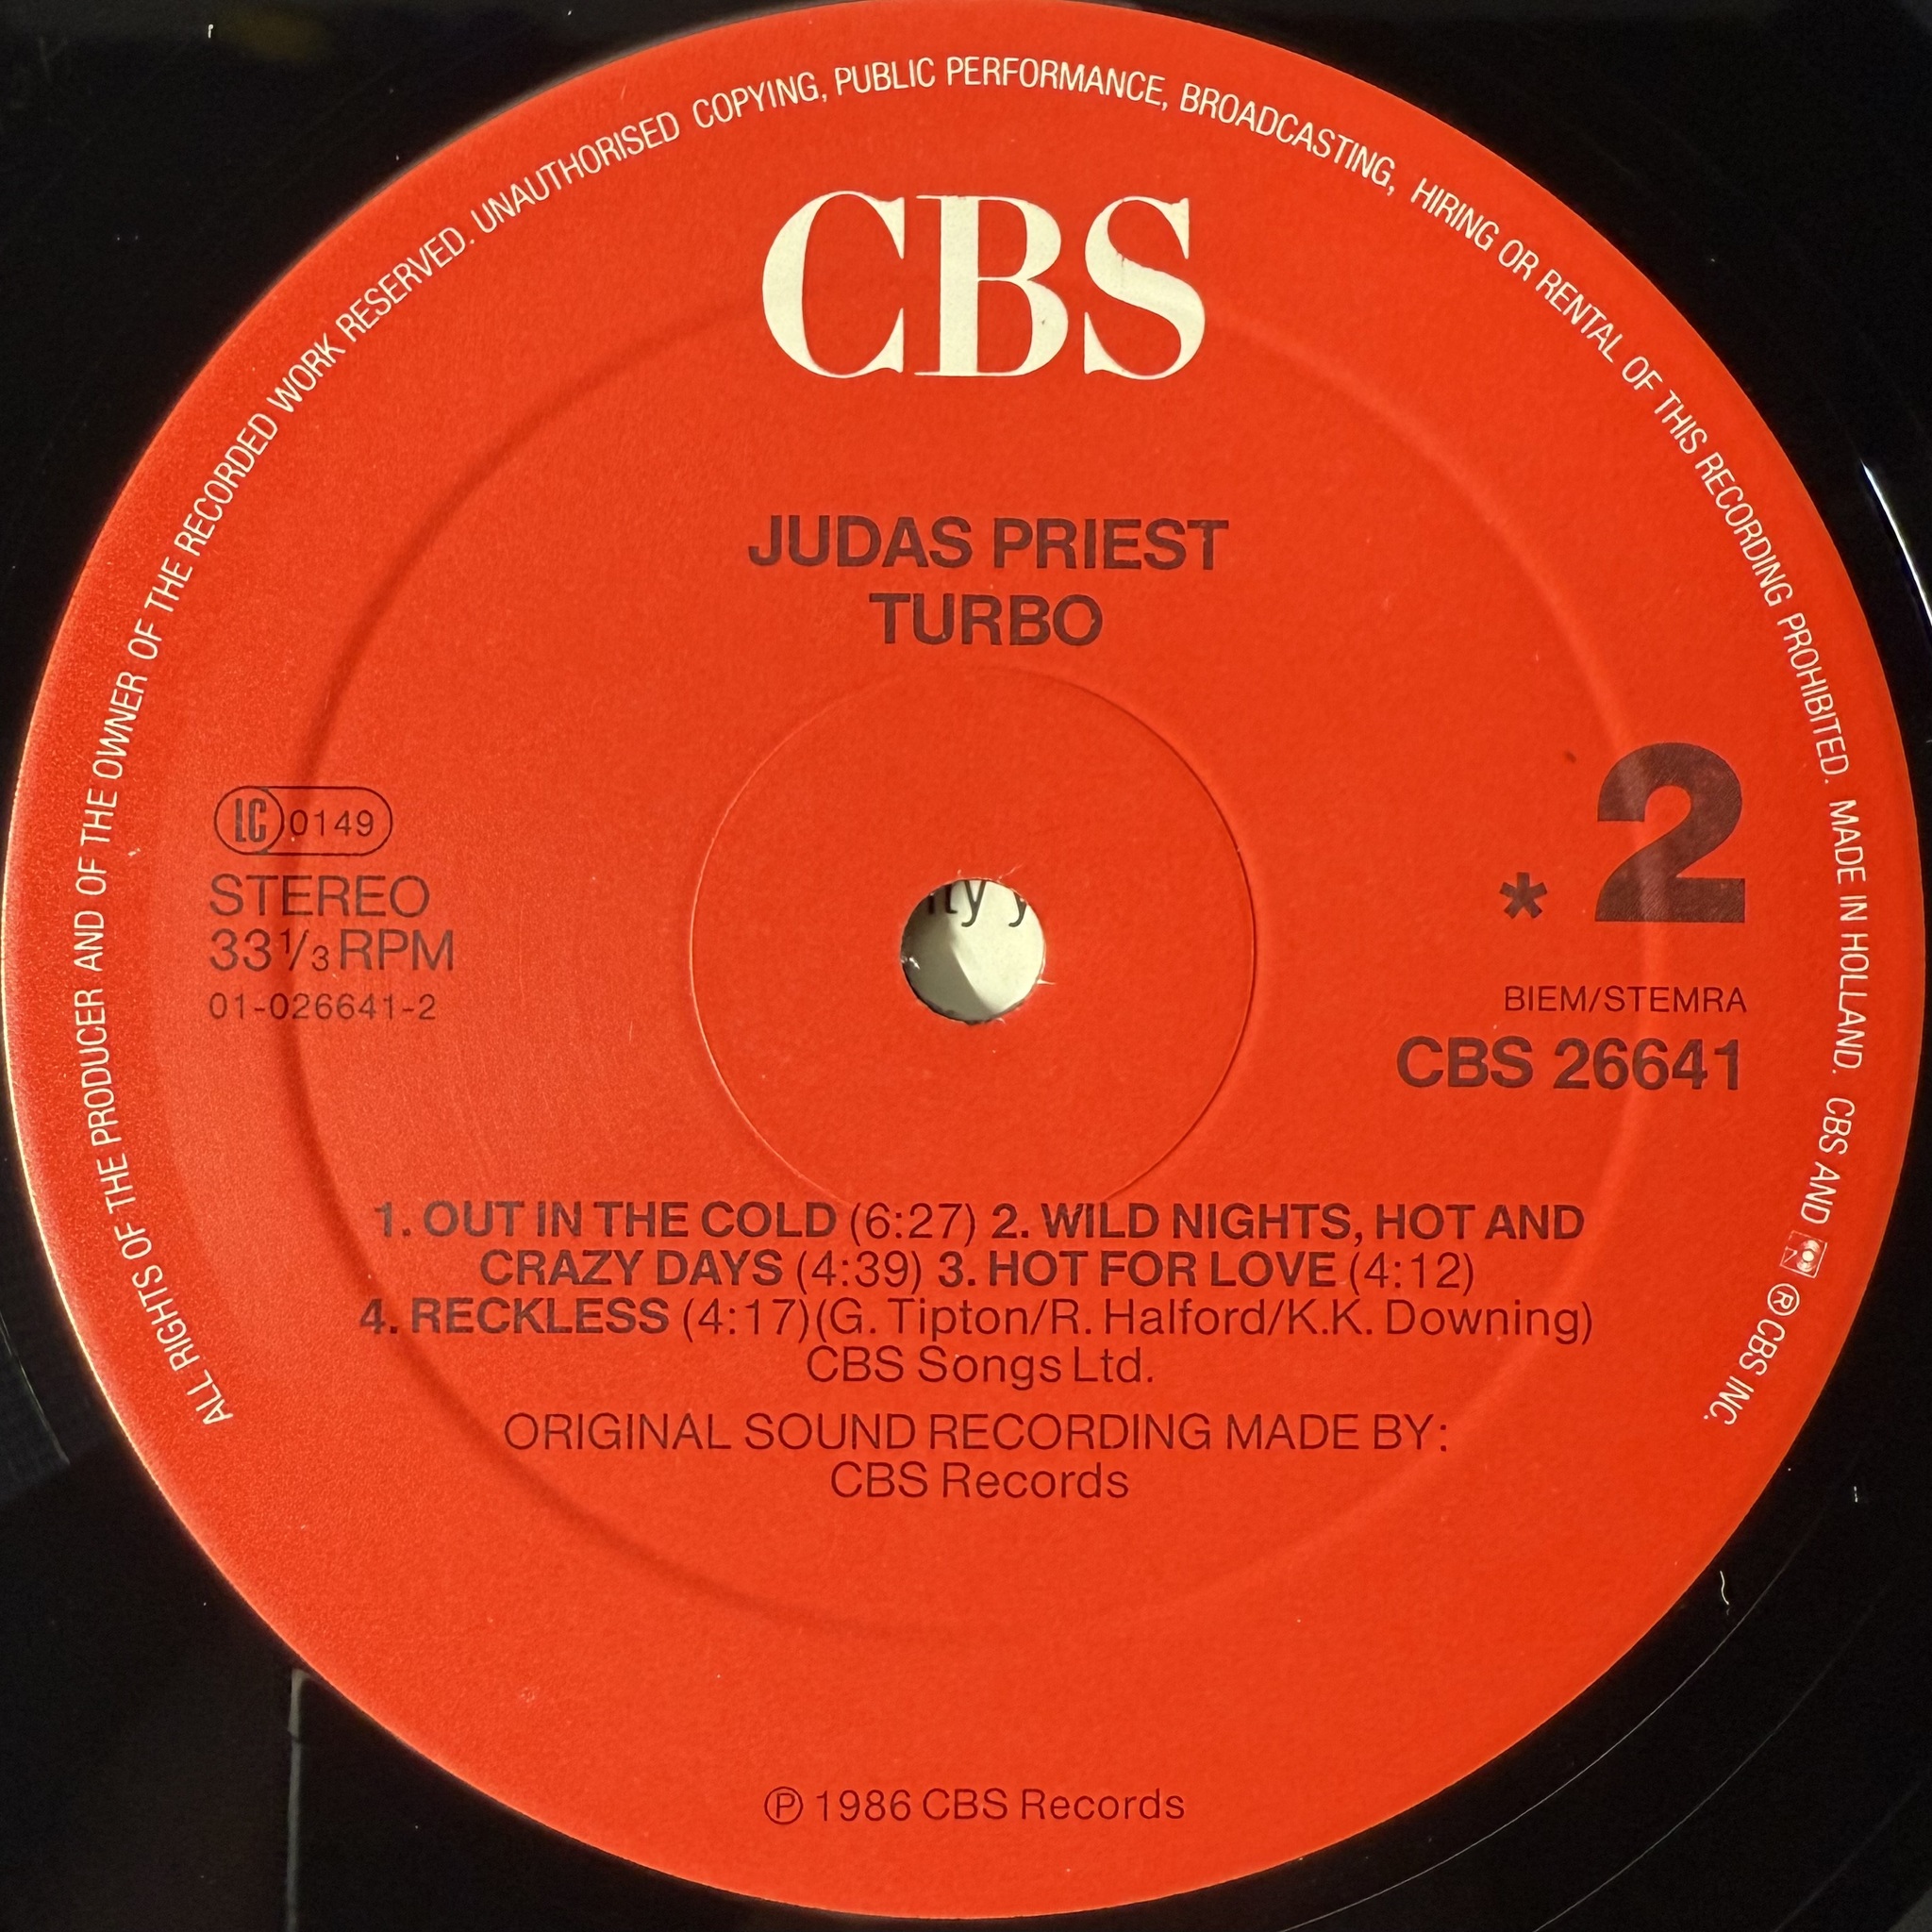 ALL RIGHTS OF THE PRODUCER AND OF THE OWNER OF THE RECORDED WORK RESERVED. UNAUTHORISED COPYING, PUBLIC PERFORMANCE, BROADCASTING, HIRING OR RENTAL OF THIS RECORDING PROHIBITED. MADE IN HOLLAND. CBS AND ® CBS INC.
CBS
JUDAS PRIEST
TURBO
LC 0149
STEREO
33 1/3 RPM
01-026641-2
* 2
BIEM/STEMRA
CBS 26641
1. OUT IN THE COLD (6:27) 2. WILD NIGHTS, HOT AND
CRAZY DAYS (4:39) 3. HOT FOR LOVE (4:12)
4. RECKLESS (4:17) (G. Tipton/R. Halford/K.K. Downing)
CBS Songs Ltd.
ORIGINAL SOUND RECORDING MADE BY:
CBS Records
℗ 1986 CBS Records